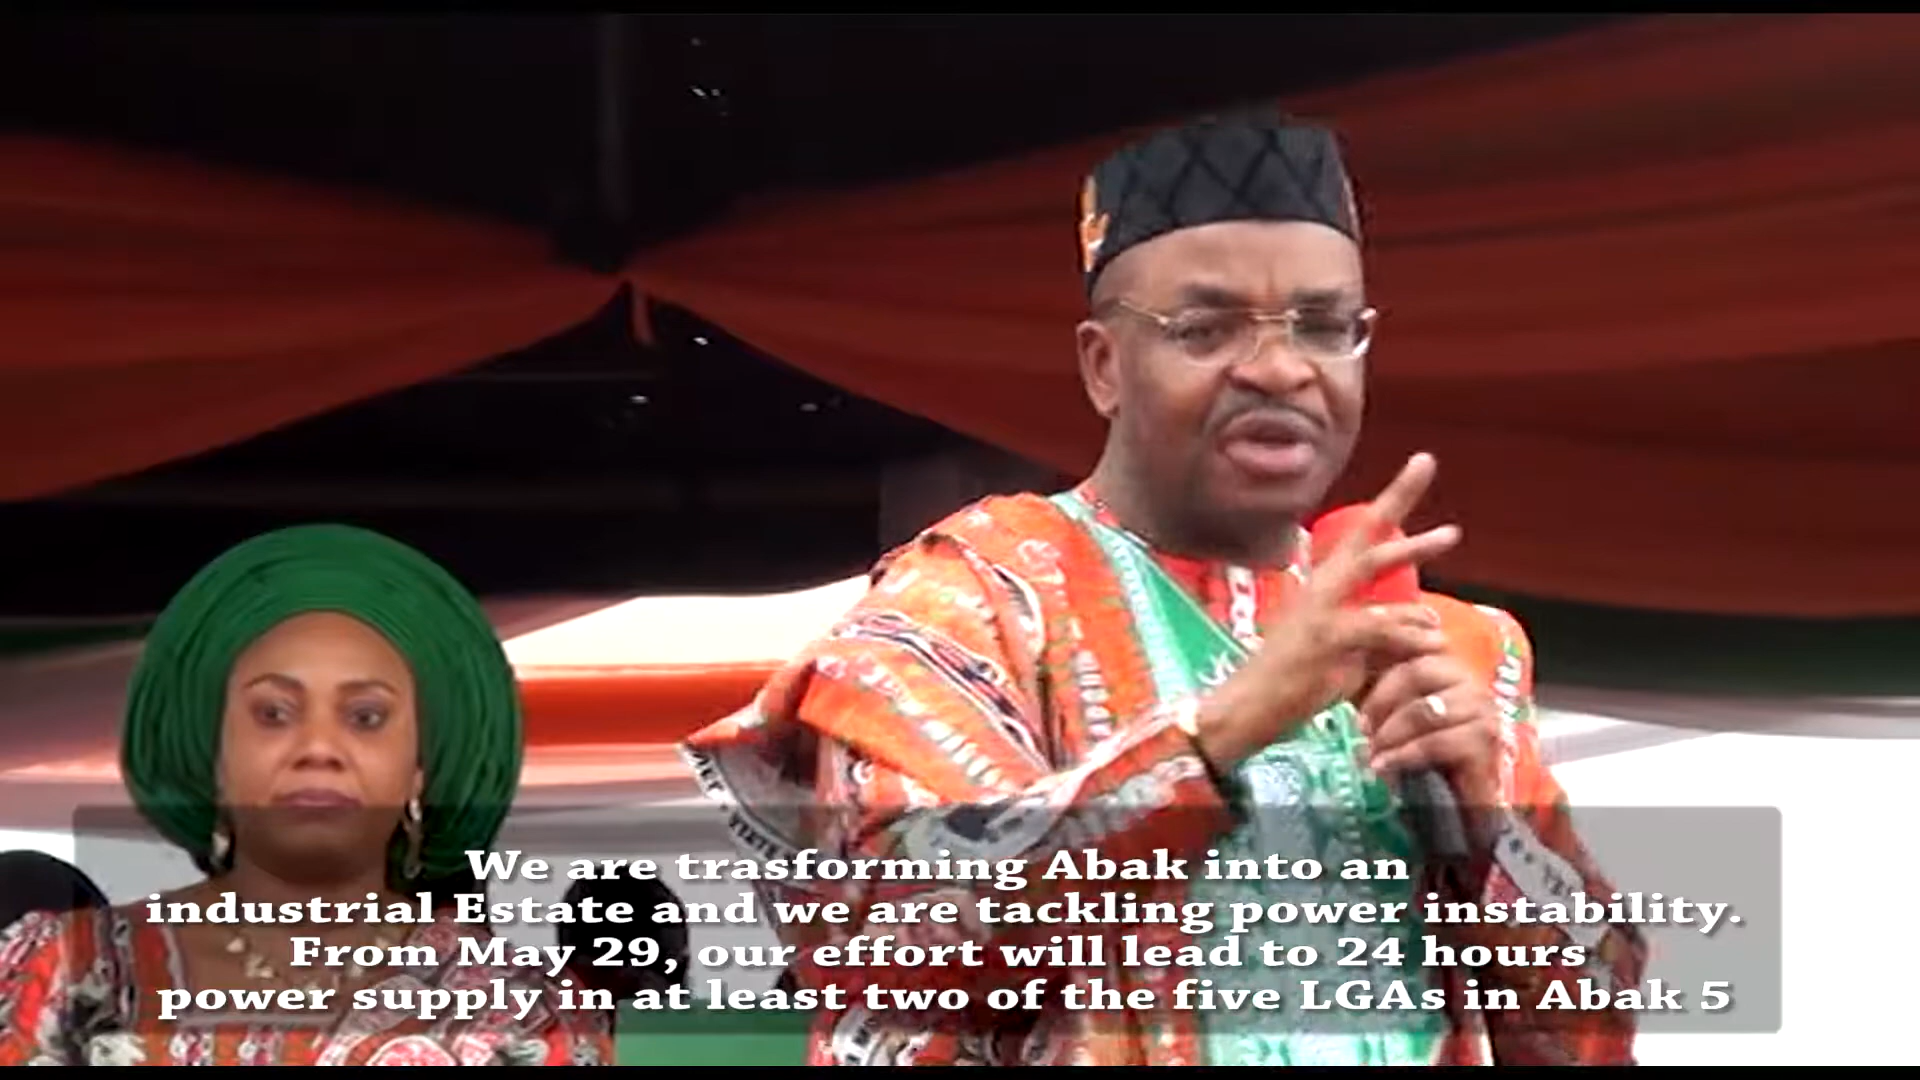 We are trasforming Abak into an
industrial Estate and we are tackling power instability.
From May 29, our effort will lead to 24 hours
power supply in at least two of the five LGAs in Abak 5